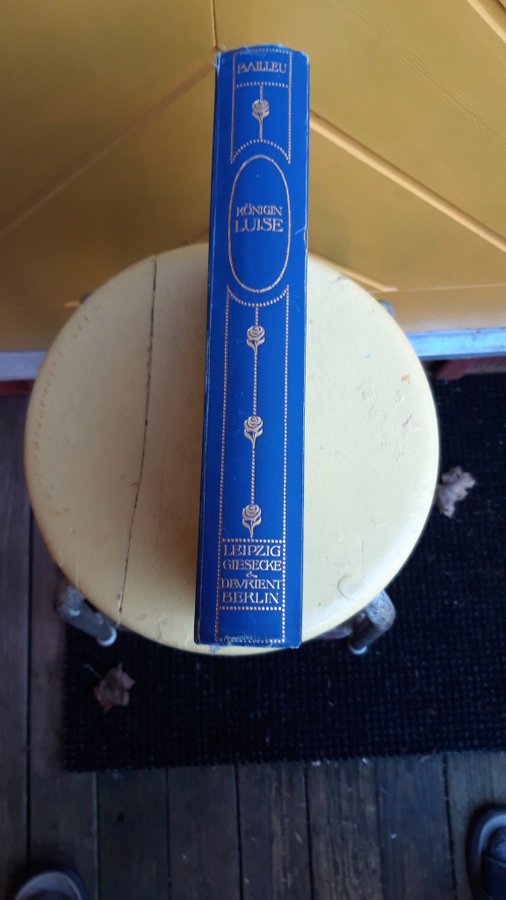 BAILLEU
KÖNIGIN
LUISE
LEIPZIG
GIESECKE
&
DEVRIENT
BERLIN